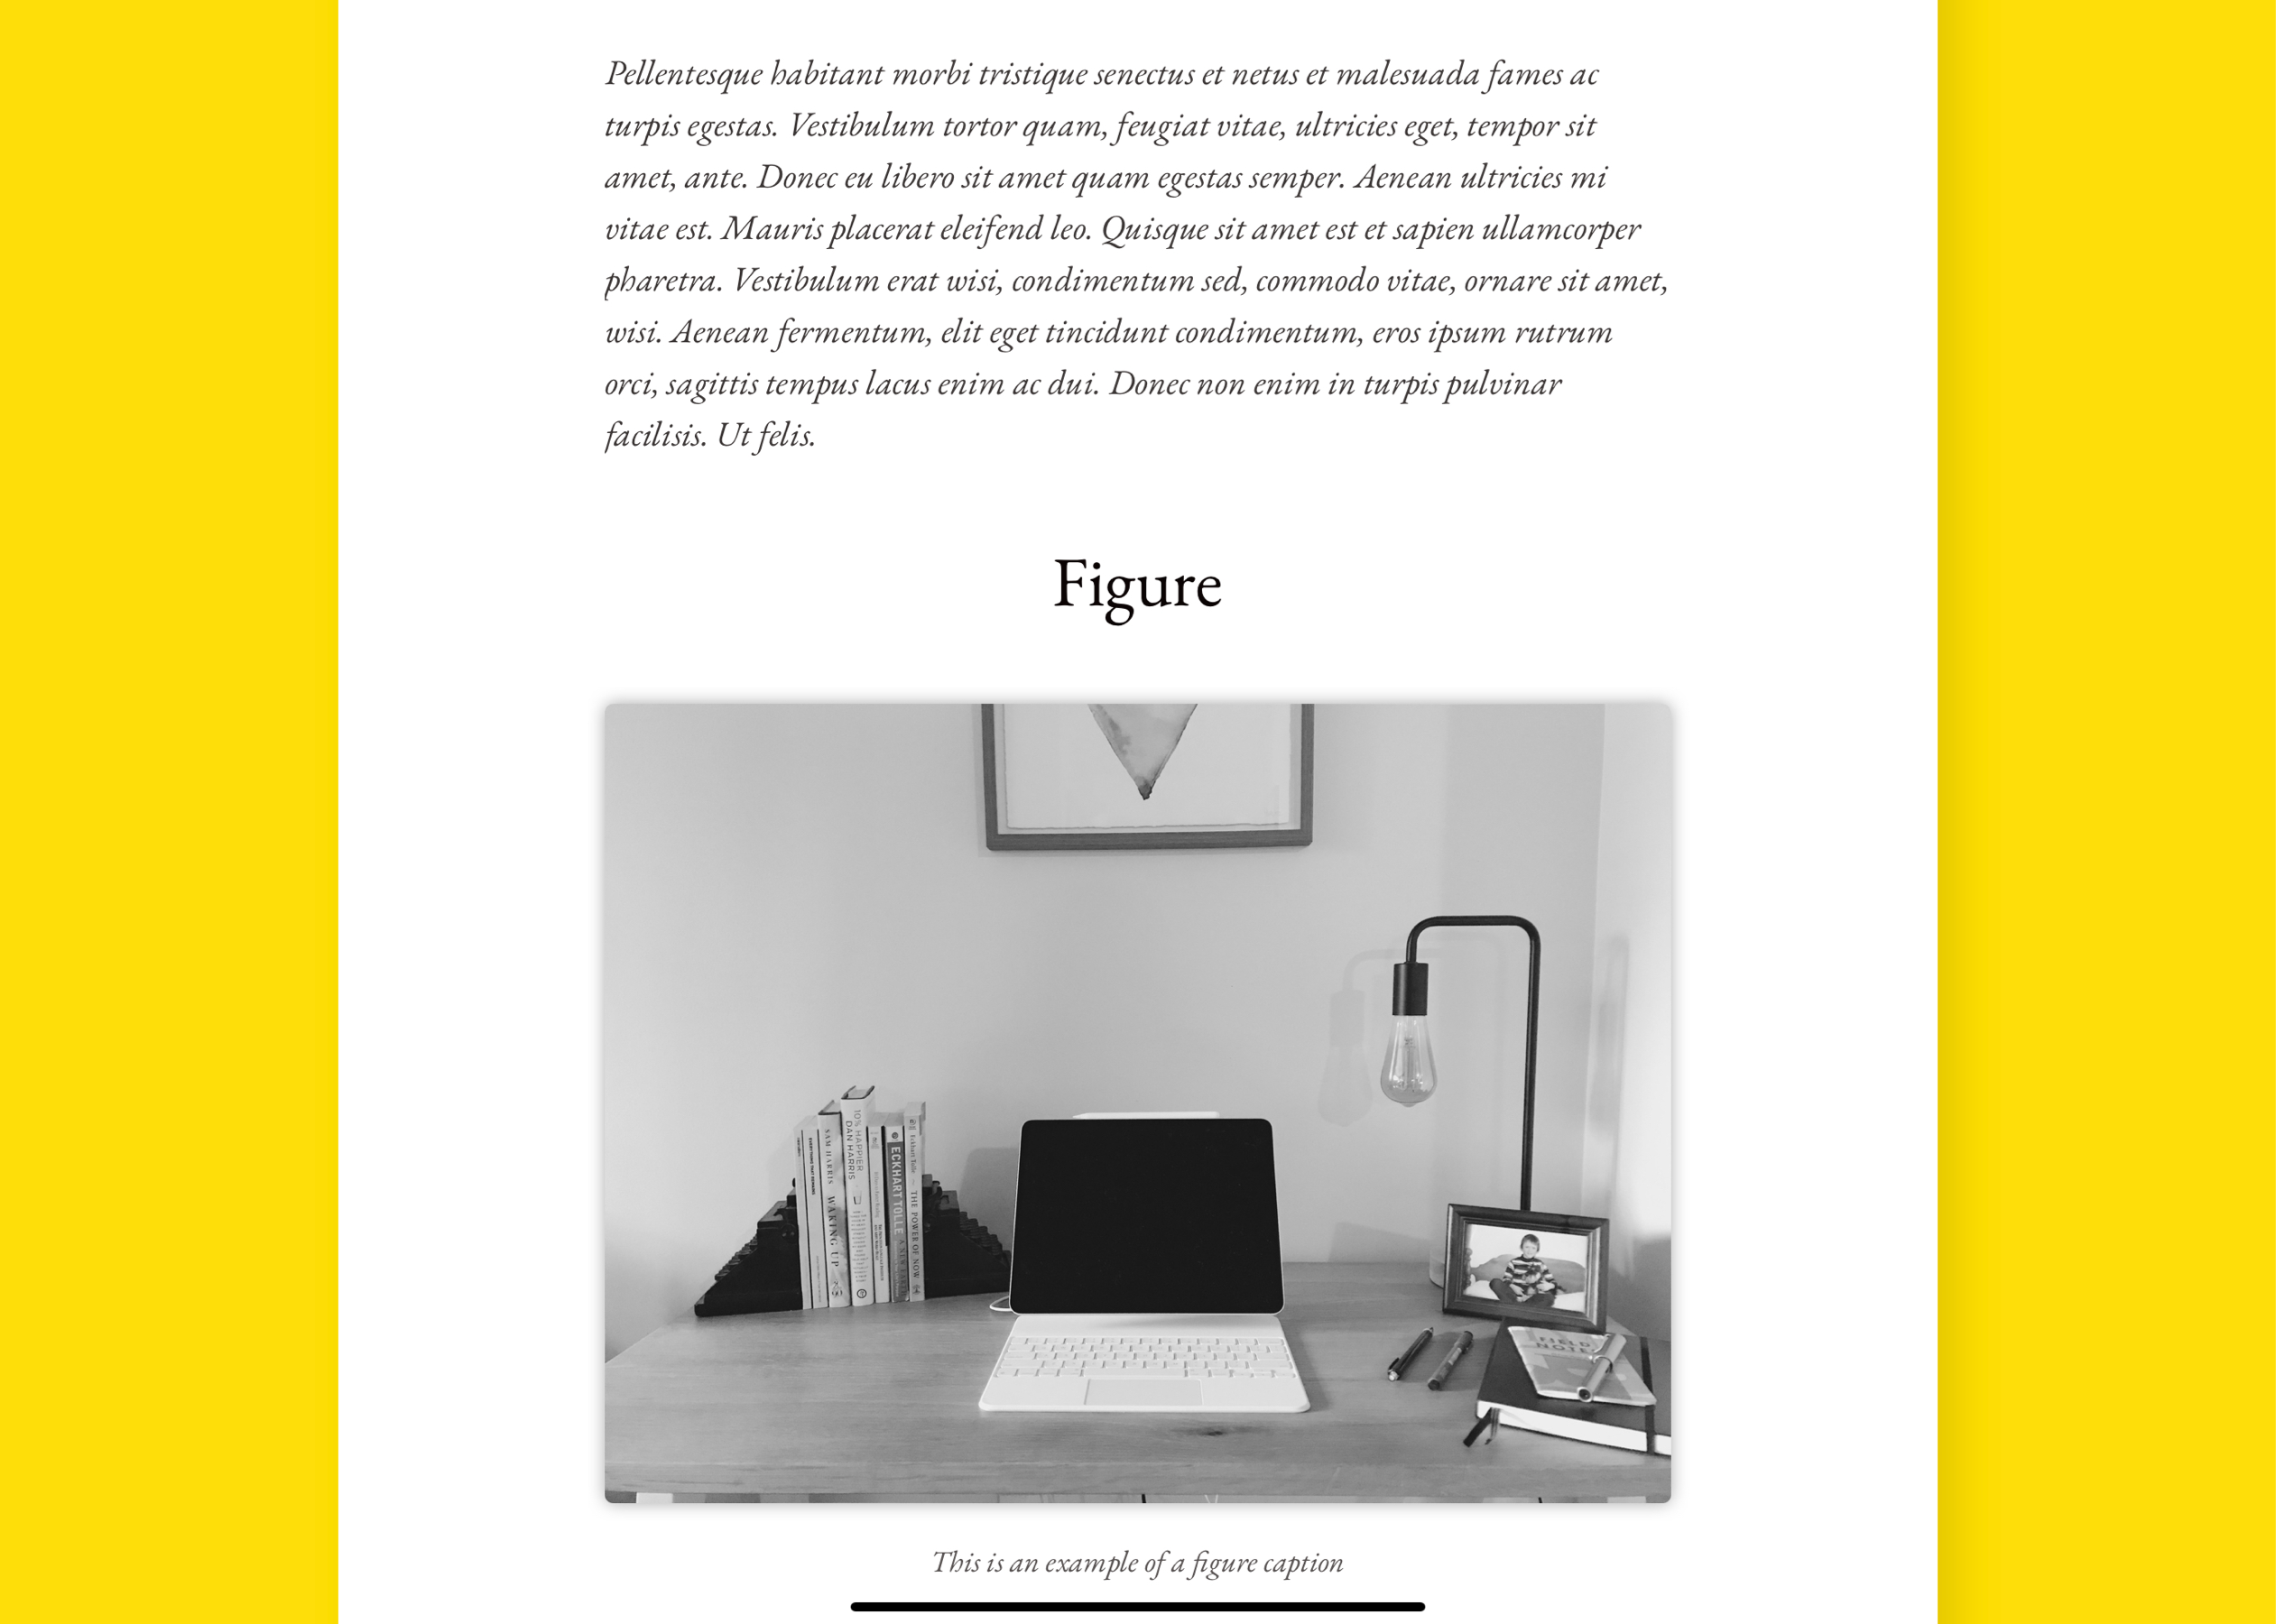 Pellentesque habitant morbi tristique senectus et netus et malesuada fames ac
turpis egestas. Vestibulum tortor quam, feugiat vitae, ultricies eget, tempor sit
amet, ante. Donec eu libero sit amet quam egestas semper. Aenean ultricies mi
vitae est. Mauris placerat eleifend leo. Quisque sit amet est et sapien ullamcorper
pharetra. Vestibulum erat wisi, condimentum sed, commodo vitae, ornare sit amet,
wisi. Aenean fermentum, elit eget tincidunt condimentum, eros ipsum rutrum
orci, sagittis tempus lacus enim ac dui. Donec non enim in turpis pulvinar
facilisis. Ut felis.
Figure
SAM HARRIS WAKING UP
10% HAPPIER
DAN HARRIS
ECKHART TOLLE A NEW EARTH
Eckhart Tolle THE POWER OF NOW
FIELD
NOTE
This is an example of a figure caption